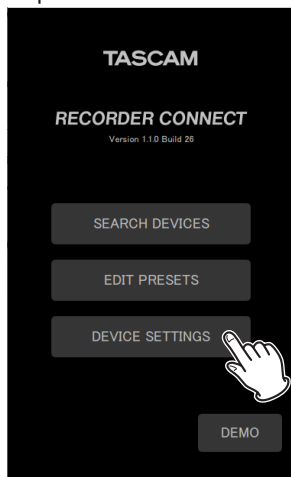 TASCAM
RECORDER CONNECT
Version 1.1.0 Build 26
SEARCH DEVICES
EDIT PRESETS
DEVICE SETTINGS
DEMO